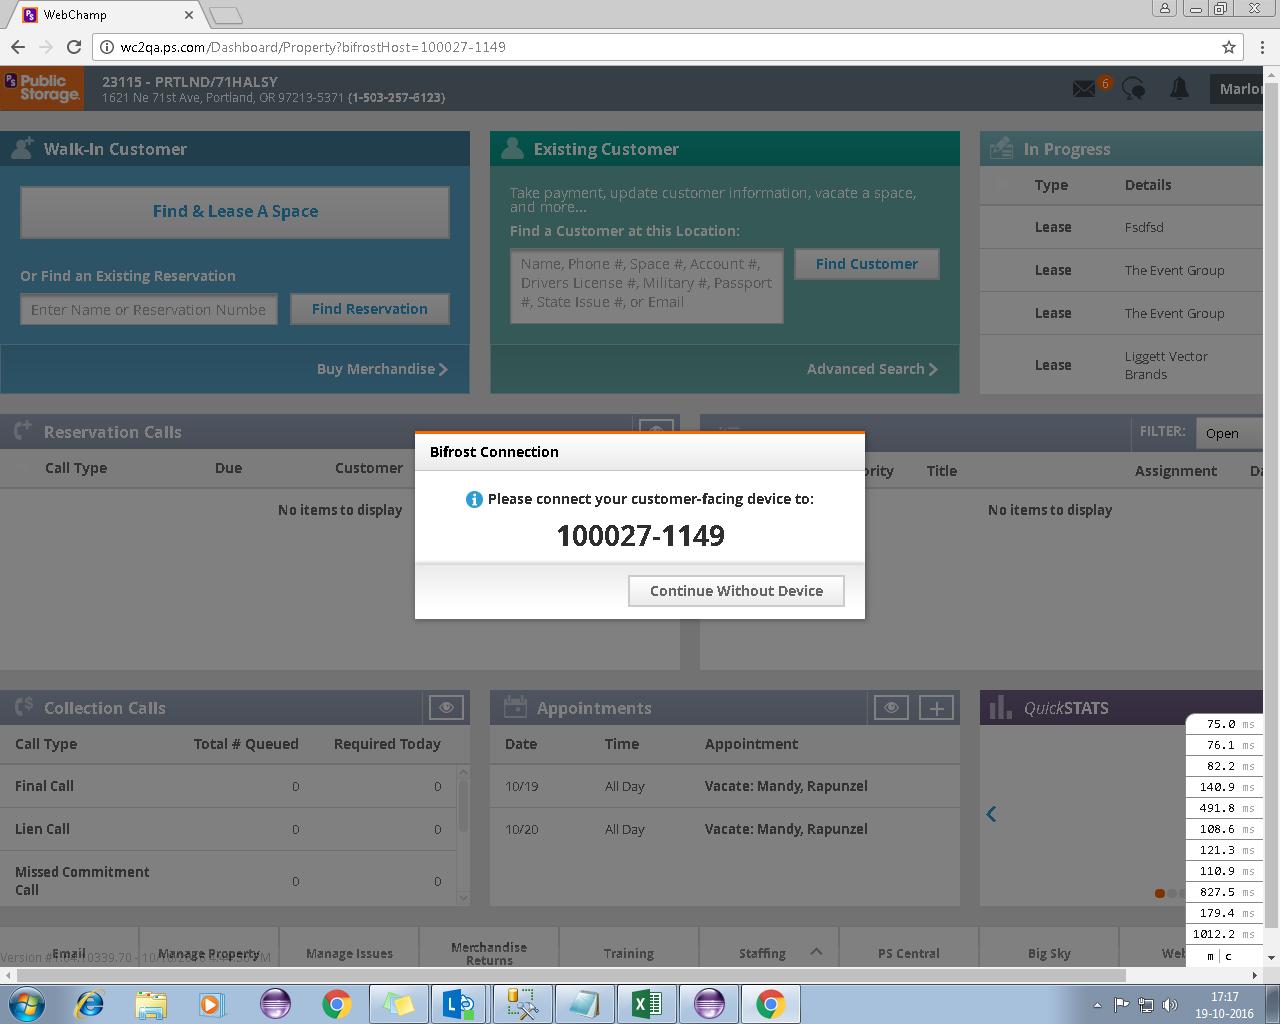 WebChamp
wc2qa.ps.com/Dashboard/Property?bifrostHost=100027-1149
PS Public Storage.
23115 - PRTLND/71HALSY
1621 Ne 71st Ave, Portland, OR 97213-5371 (1-503-257-6123)
6
Marlo
Walk-In Customer
Find & Lease A Space
Or Find an Existing Reservation
Enter Name or Reservation Numbe
Find Reservation
Buy Merchandise
Existing Customer
Take payment, update customer information, vacate a space,
and more...
Find a Customer at this Location:
Name, Phone #, Space #, Account #,
Drivers License #, Military #, Passport
#, State Issue #, or Email
Find Customer
Advanced Search
In Progress
Type Details
Lease Fsdfsd
Lease The Event Group
Lease The Event Group
Lease Liggett Vector
Brands
Reservation Calls
Call Type Due Customer
No items to display
FILTER: Open
ority Title Assignment Da
No items to display
Bifrost Connection
Please connect your customer-facing device to:
100027-1149
Continue Without Device
Collection Calls
Call Type Total # Queued Required Today
Final Call 0 0
Lien Call 0 0
Missed Commitment
Call 0 0
Appointments
Date Time Appointment
10/19 All Day Vacate: Mandy, Rapunzel
10/20 All Day Vacate: Mandy, Rapunzel
QuickSTATS
75.0 ms
76.1 ms
82.2 ms
140.9 ms
491.8 ms
108.6 ms
121.3 ms
110.9 ms
827.5 ms
179.4 ms
1012.2 ms
m | c
Email Manage Property Manage Issues Merchandise Returns Training Staffing PS Central Big Sky Web
17:17
19-10-2016